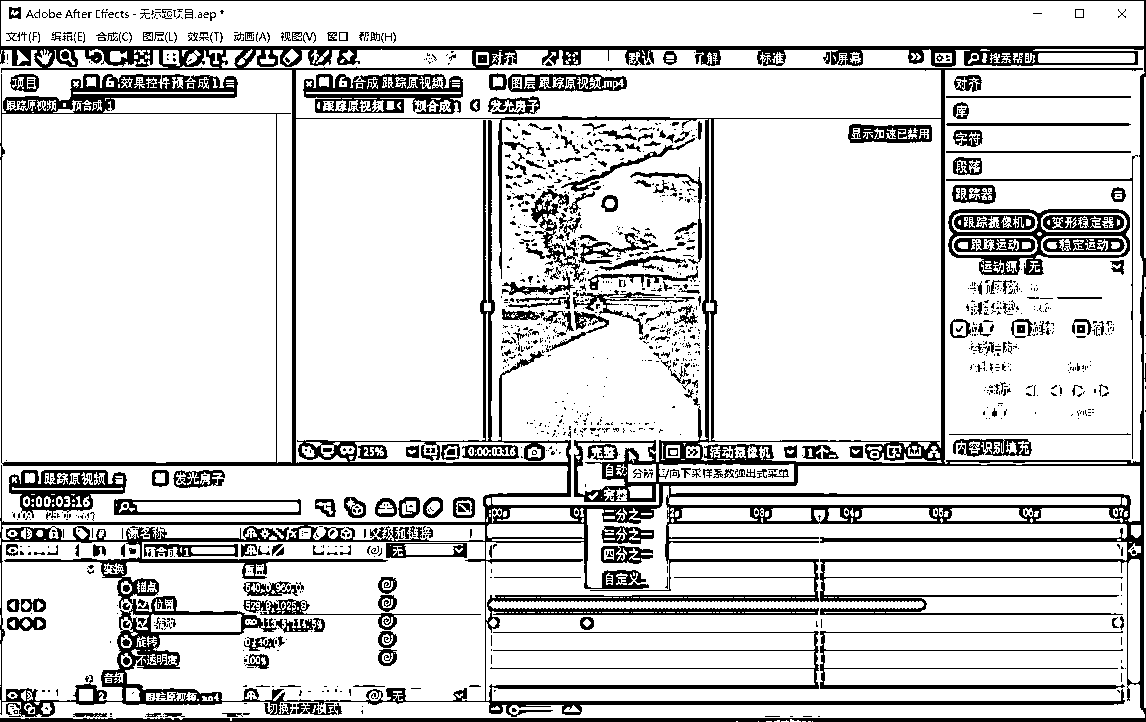 Adobe After Effects - 无标题项目.aep *
文件(F) 编辑(E) 合成(C) 图层(L) 效果(T) 动画(A) 视图(V) 窗口 帮助(H)
对齐 默认 了解 标准 小屏幕 搜索帮助
项目 效果控件预合成1 合成 跟踪原视频1 图层 跟踪原视频.mp4 对齐
跟踪原视频 • 预合成1 跟踪原视频 预合成1 发光房子
库
显示加速已禁用
字符
段落
跟踪器
跟踪摄像机 变形稳定器
跟踪运动 稳定运动
运动源 无
内容识别填充
25% 0:00:03:16 完整 活动摄像机
自动
分辨率/向下采样系数弹出式菜单
完整
二分之一
三分之一
四分之一
自定义...
跟踪原视频 发光房子
0:00:03:16
03s 04s 05s 06s 07s
# 源名称 父级和链接
1 预合成 1 无
变换 重置
锚点 540.0,960.0
位置
缩放
旋转
不透明度 100%
音频
2 跟踪原视频.mp4 无
切换开关/模式